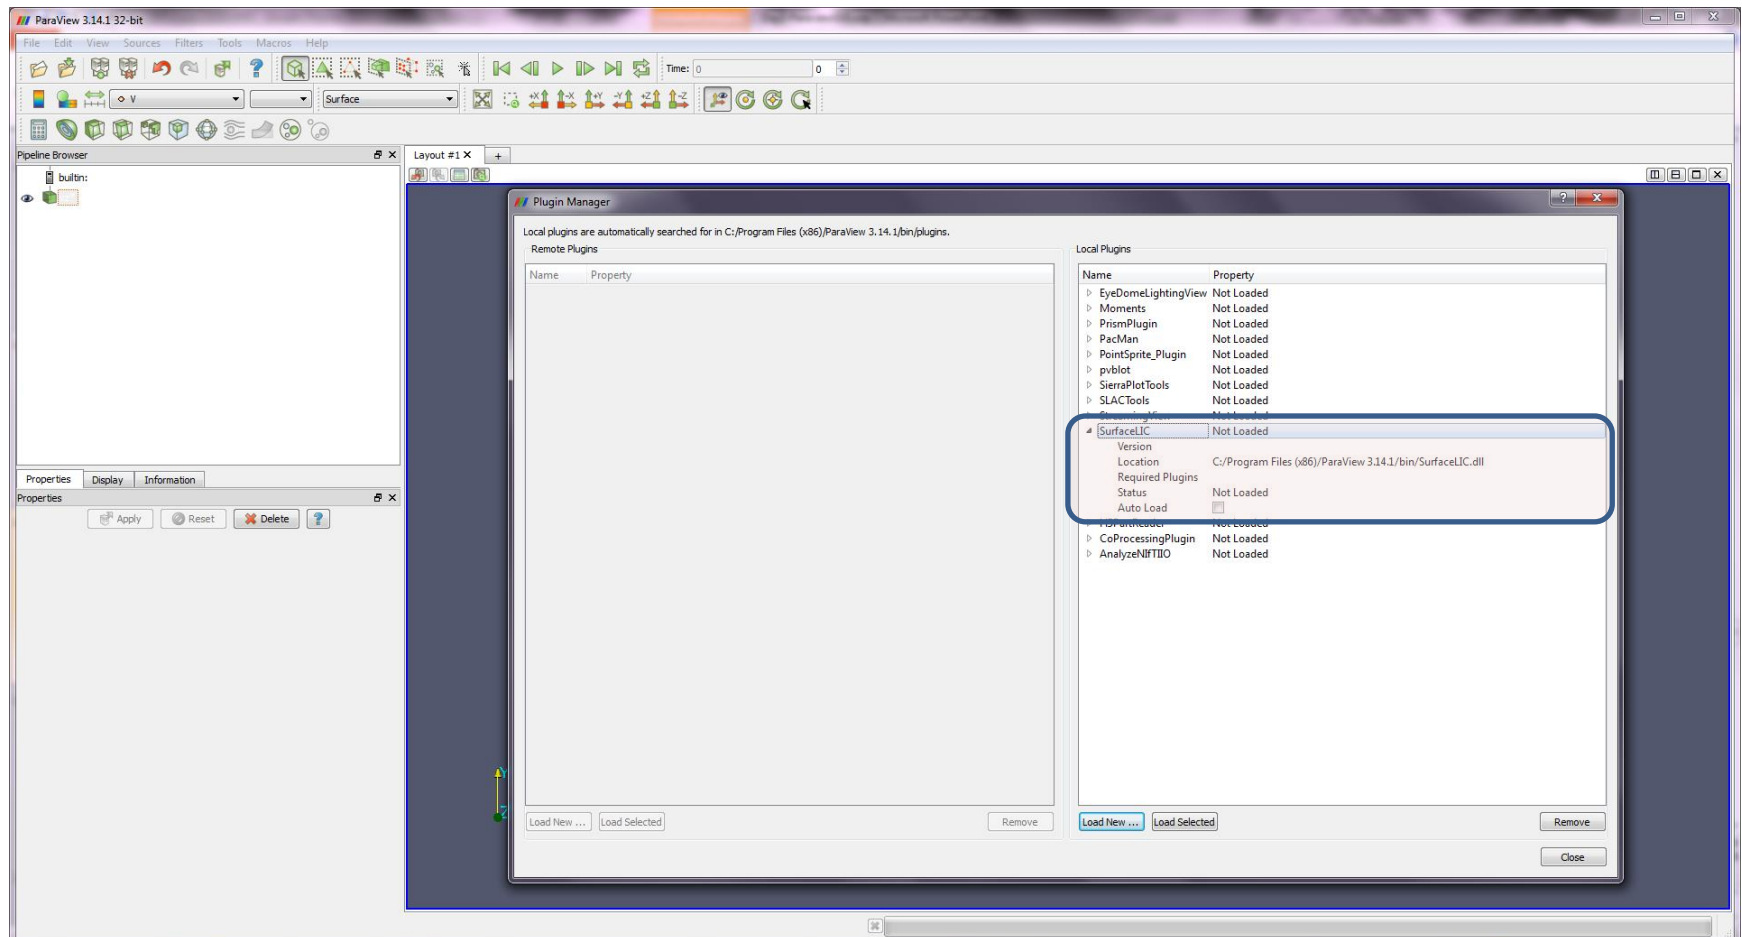 ParaView 3.14.1 32-bit
File Edit View Sources Filters Tools Macros Help
Time: 0 0
V Surface
Pipeline Browser
Layout #1
builtin:
Plugin Manager
Local plugins are automatically searched for in C:/Program Files (x86)/ParaView 3.14.1/bin/plugins.
Remote Plugins
Local Plugins
Name Property
Name Property
EyeDomeLightingView Not Loaded
Moments Not Loaded
PrismPlugin Not Loaded
PacMan Not Loaded
PointSprite_Plugin Not Loaded
pvblot Not Loaded
SierraPlotTools Not Loaded
SLACTools Not Loaded
StreamingView Not Loaded
SurfaceLIC Not Loaded
Version
Location C:/Program Files (x86)/ParaView 3.14.1/bin/SurfaceLIC.dll
Required Plugins
Status Not Loaded
Auto Load
H5PartReader Not Loaded
CoProcessingPlugin Not Loaded
AnalyzeNIfTIIO Not Loaded
Properties Display Information
Properties
Apply Reset Delete
Y
Z
Load New ... Load Selected Remove
Load New ... Load Selected Remove
Close